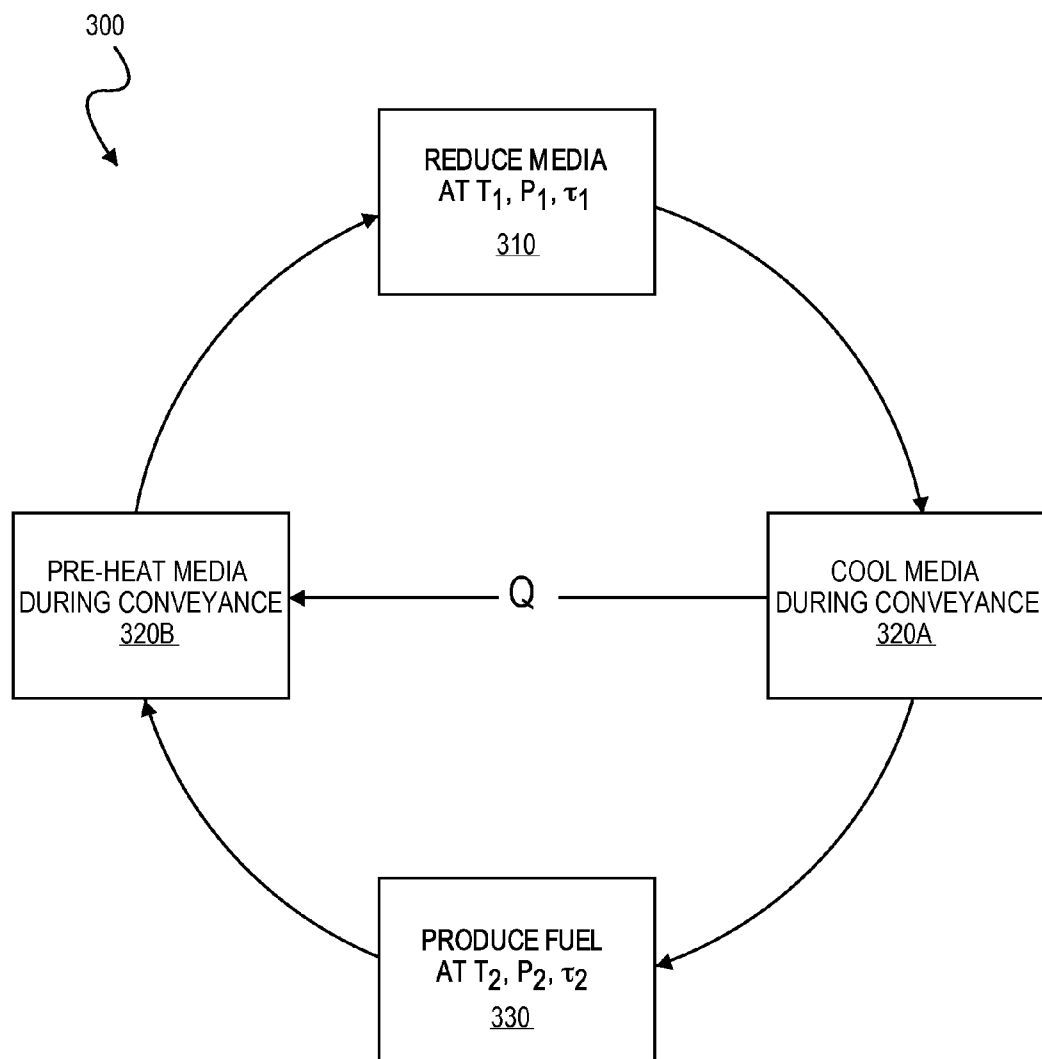 300
REDUCE MEDIA
AT T1, P1, τ1
310
PRE-HEAT MEDIA
DURING CONVEYANCE
320B
Q
COOL MEDIA
DURING CONVEYANCE
320A
PRODUCE FUEL
AT T2, P2, τ2
330